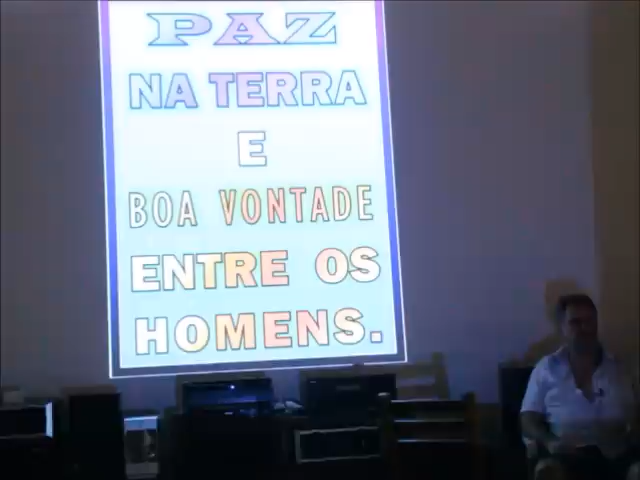 PAZ
NA TERRA
E
BOA VONTADE
ENTRE OS
HOMENS.